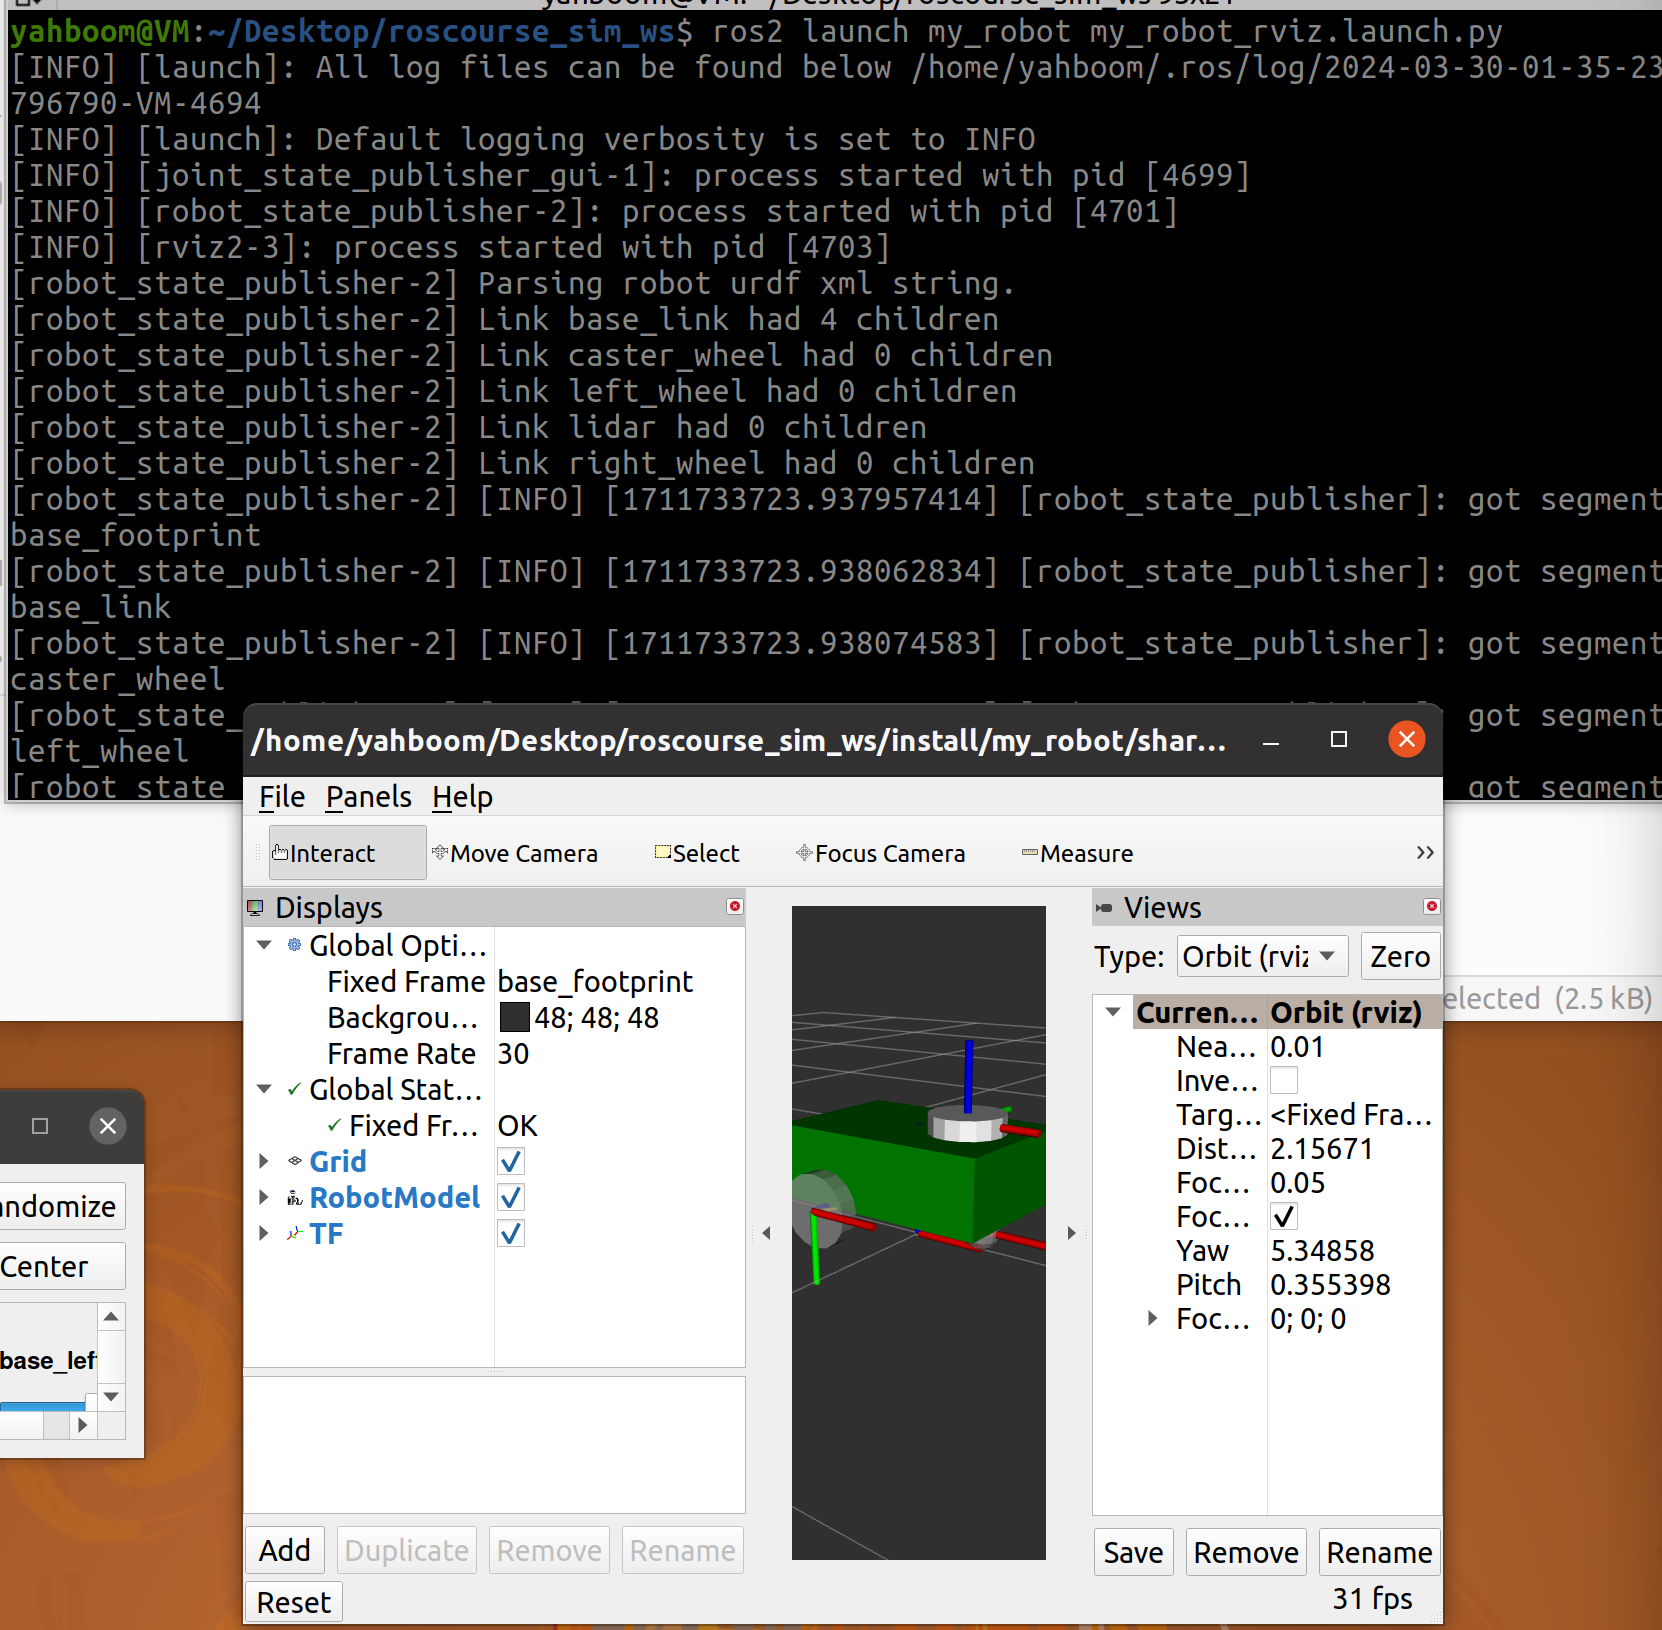 yahboom@VM:~/Desktop/roscourse_sim_ws$ ros2 launch my_robot my_robot_rviz.launch.py
[INFO] [launch]: All log files can be found below /home/yahboom/.ros/log/2024-03-30-01-35-23
796790-VM-4694
[INFO] [launch]: Default logging verbosity is set to INFO
[INFO] [joint_state_publisher_gui-1]: process started with pid [4699]
[INFO] [robot_state_publisher-2]: process started with pid [4701]
[INFO] [rviz2-3]: process started with pid [4703]
[robot_state_publisher-2] Parsing robot urdf xml string.
[robot_state_publisher-2] Link base_link had 4 children
[robot_state_publisher-2] Link caster_wheel had 0 children
[robot_state_publisher-2] Link left_wheel had 0 children
[robot_state_publisher-2] Link lidar had 0 children
[robot_state_publisher-2] Link right_wheel had 0 children
[robot_state_publisher-2] [INFO] [1711733723.937957414] [robot_state_publisher]: got segment
base_footprint
[robot_state_publisher-2] [INFO] [1711733723.938062834] [robot_state_publisher]: got segment
base_link
[robot_state_publisher-2] [INFO] [1711733723.938074583] [robot_state_publisher]: got segment
caster_wheel
[robot_state_ got segment
left_wheel
[robot_state got segment
/home/yahboom/Desktop/roscourse_sim_ws/install/my_robot/shar...
File Panels Help
Interact Move Camera Select Focus Camera Measure »
Displays
Global Opti...
Fixed Frame base_footprint
Backgrou... 48; 48; 48
Frame Rate 30
Global Stat...
Fixed Fr... OK
Grid
RobotModel
TF
Add Duplicate Remove Rename
Reset
Views
Type: Orbit (rviz Zero
Curren... Orbit (rviz)
Nea... 0.01
Inve...
Targ... <Fixed Fra...
Dist... 2.15671
Foc... 0.05
Foc...
Yaw 5.34858
Pitch 0.355398
Foc... 0; 0; 0
Save Remove Rename
31 fps
elected (2.5 kB)
andomize
Center
base_lef